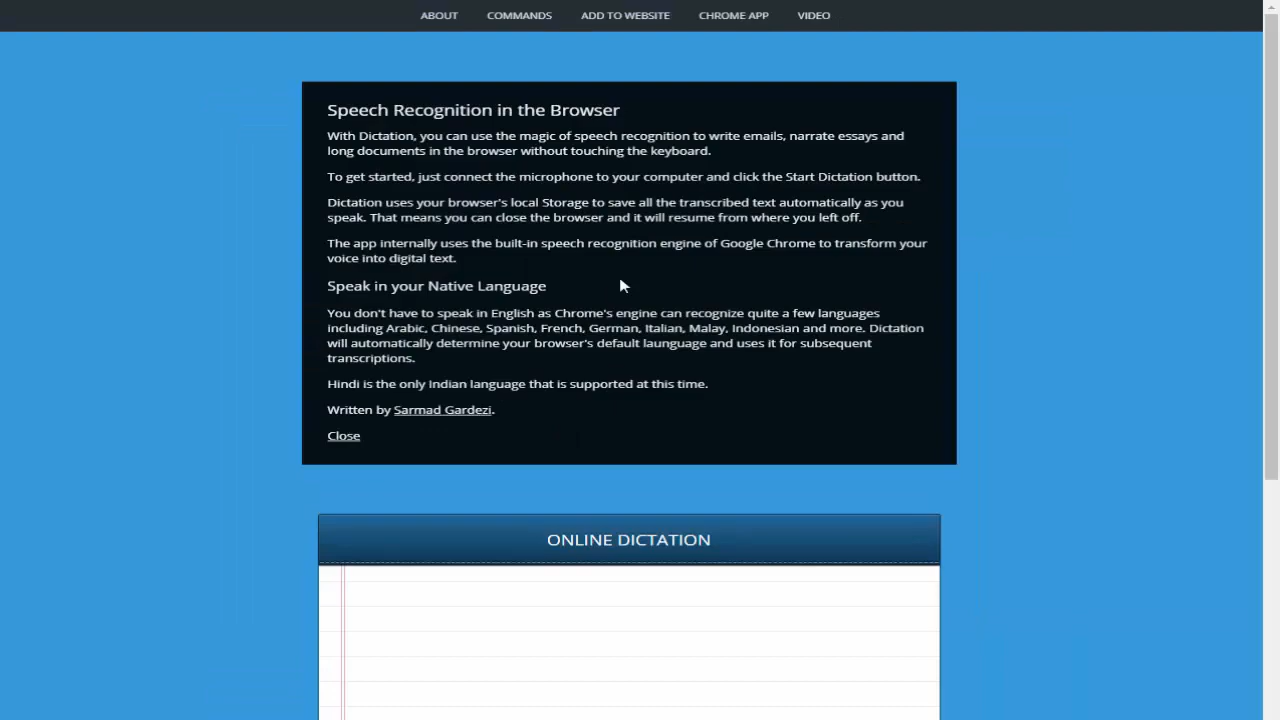 ABOUT COMMANDS ADD TO WEBSITE CHROME APP VIDEO
Speech Recognition in the Browser
With Dictation, you can use the magic of speech recognition to write emails, narrate essays and
long documents in the browser without touching the keyboard.
To get started, just connect the microphone to your computer and click the Start Dictation button.
Dictation uses your browser's local Storage to save all the transcribed text automatically as you
speak. That means you can close the browser and it will resume from where you left off.
The app internally uses the built-in speech recognition engine of Google Chrome to transform your
voice into digital text.
Speak in your Native Language
You don't have to speak in English as Chrome's engine can recognize quite a few languages
including Arabic, Chinese, Spanish, French, German, Italian, Malay, Indonesian and more. Dictation
will automatically determine your browser's default launguage and uses it for subsequent
transcriptions.
Hindi is the only Indian language that is supported at this time.
Written by Sarmad Gardezi.
Close
ONLINE DICTATION